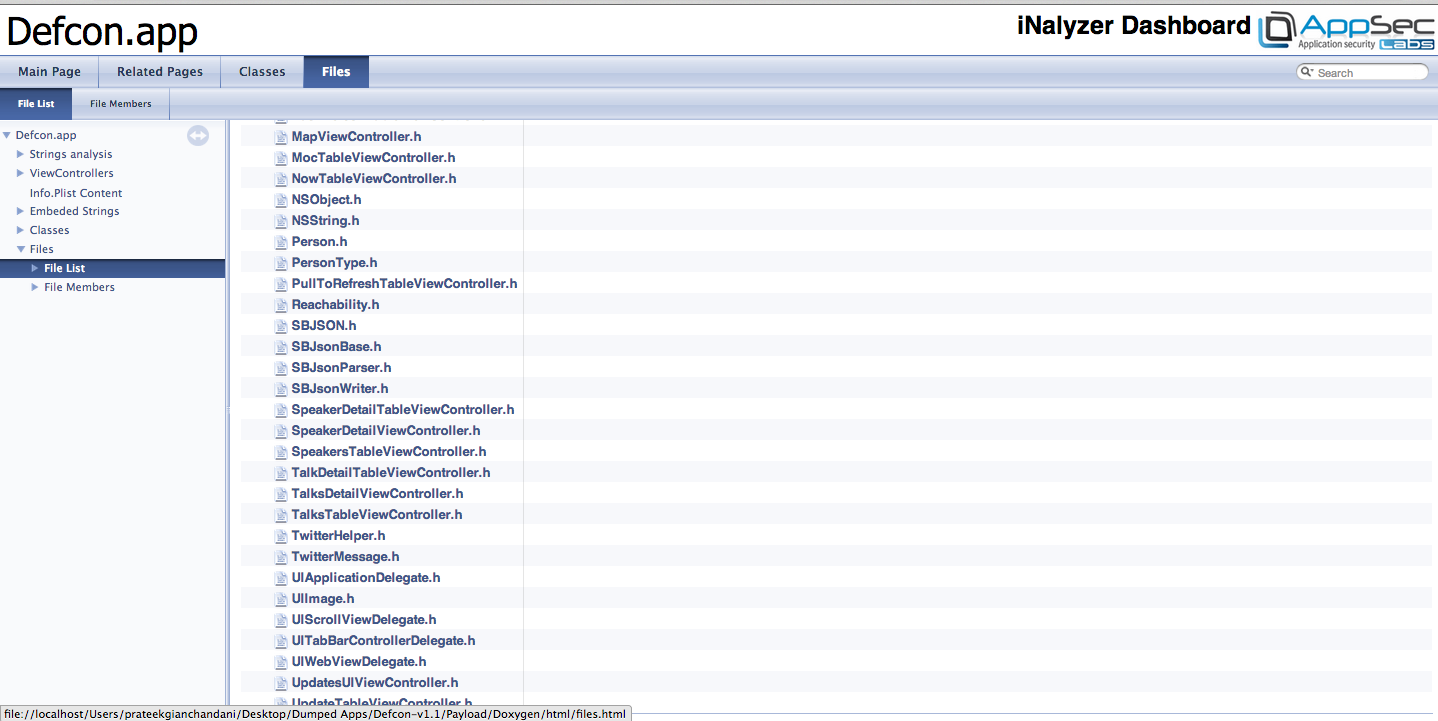 Defcon.app
iNalyzer Dashboard
AppSec
Application security Labs
Main Page Related Pages Classes Files
Search
File List File Members
Defcon.app
Strings analysis
ViewControllers
Info.Plist Content
Embeded Strings
Classes
Files
File List
File Members
MapViewController.h
MocTableViewController.h
NowTableViewController.h
NSObject.h
NSString.h
Person.h
PersonType.h
PullToRefreshTableViewController.h
Reachability.h
SBJSON.h
SBJsonBase.h
SBJsonParser.h
SBJsonWriter.h
SpeakerDetailTableViewController.h
SpeakerDetailViewController.h
SpeakersTableViewController.h
TalkDetailTableViewController.h
TalksDetailViewController.h
TalksTableViewController.h
TwitterHelper.h
TwitterMessage.h
UIApplicationDelegate.h
UIImage.h
UIScrollViewDelegate.h
UITabBarControllerDelegate.h
UIWebViewDelegate.h
UpdatesUIViewController.h
UpdateTableViewController.h
file://localhost/Users/prateekgianchandani/Desktop/Dumped Apps/Defcon-v1.1/Payload/Doxygen/html/files.html